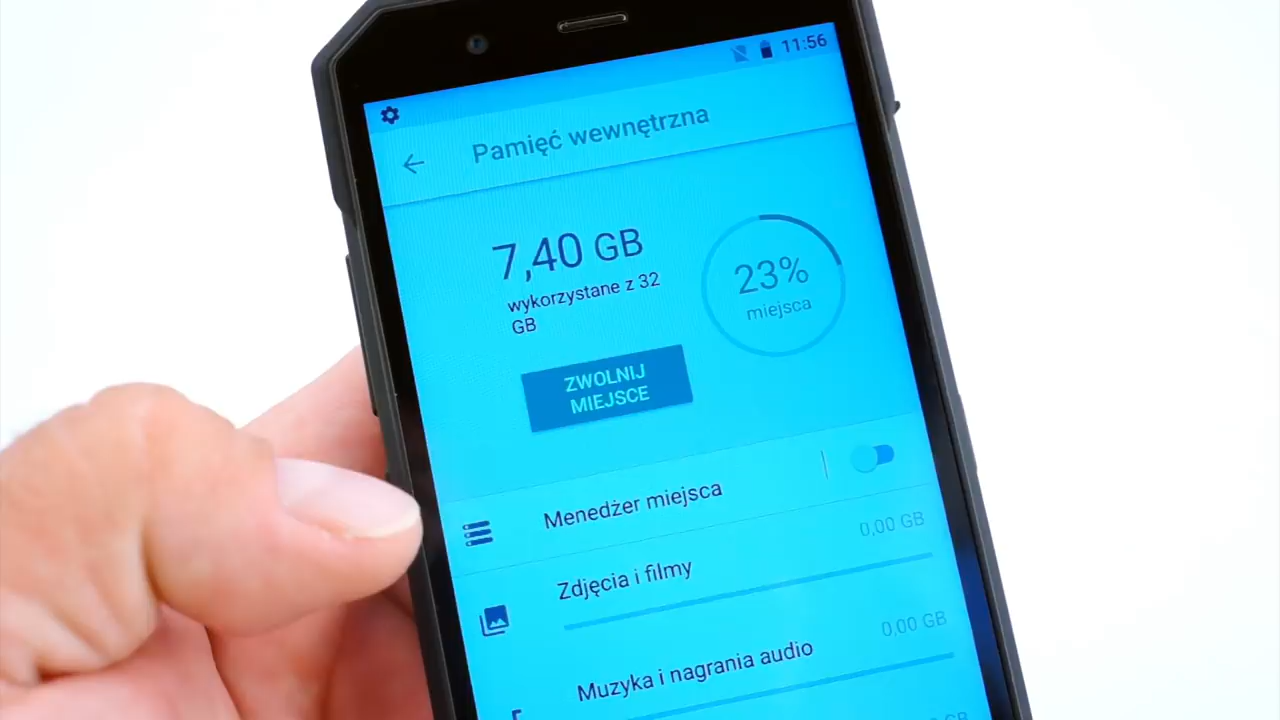 11:56
Pamięć wewnętrzna
7,40 GB
wykorzystane z 32
GB
23%
miejsca
ZWOLNIJ
MIEJSCE
Menedżer miejsca
Zdjęcia i filmy
0,00 GB
Muzyka i nagrania audio
0,00 GB
GB